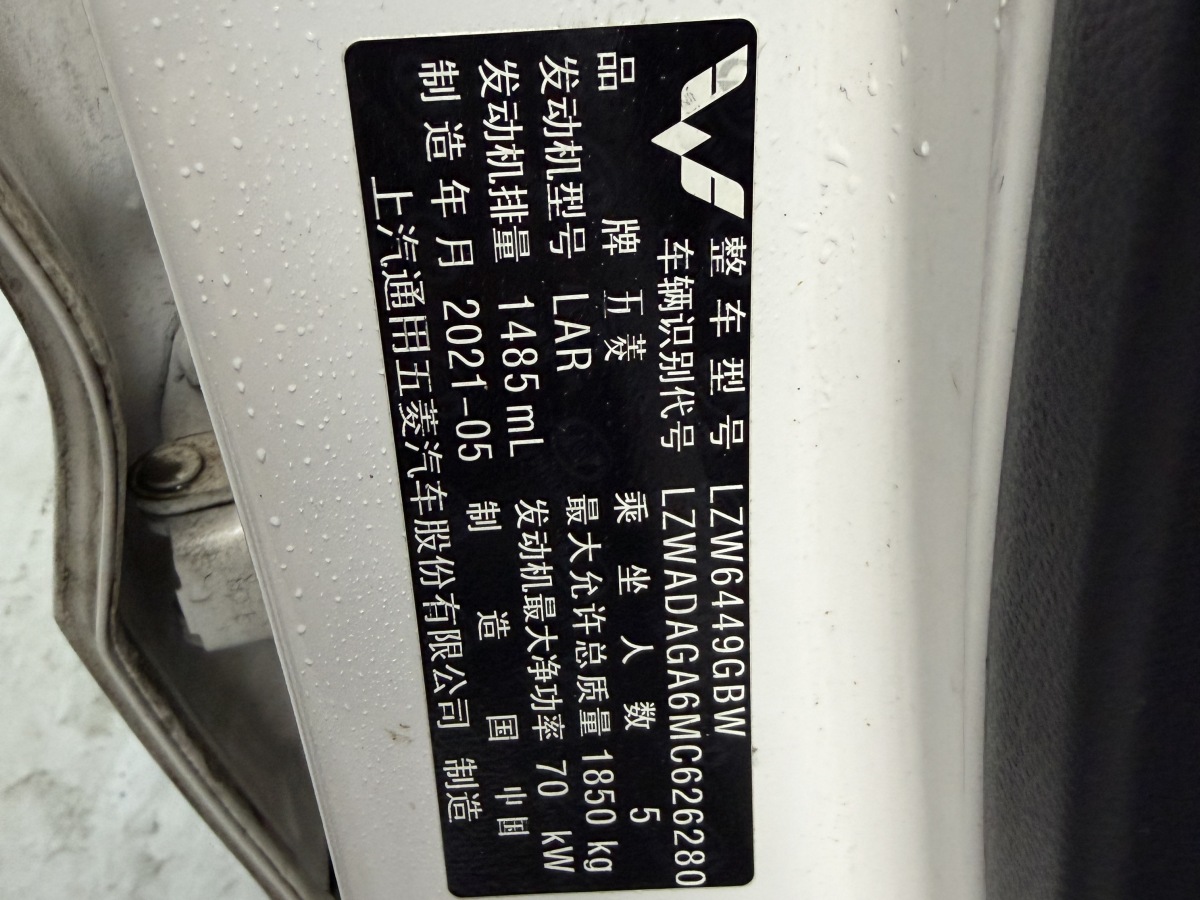 整车型号 LZW6449GBW
车辆识别代号 LZWADAGA6MC626280
品牌 五菱 乘坐人数 5
发动机型号 LAR 最大允许总质量 1850 kg
发动机排量 1485 mL 发动机最大净功率 70 kW
制造年月 2021-05 制造国 中国
上汽通用五菱汽车股份有限公司 制造